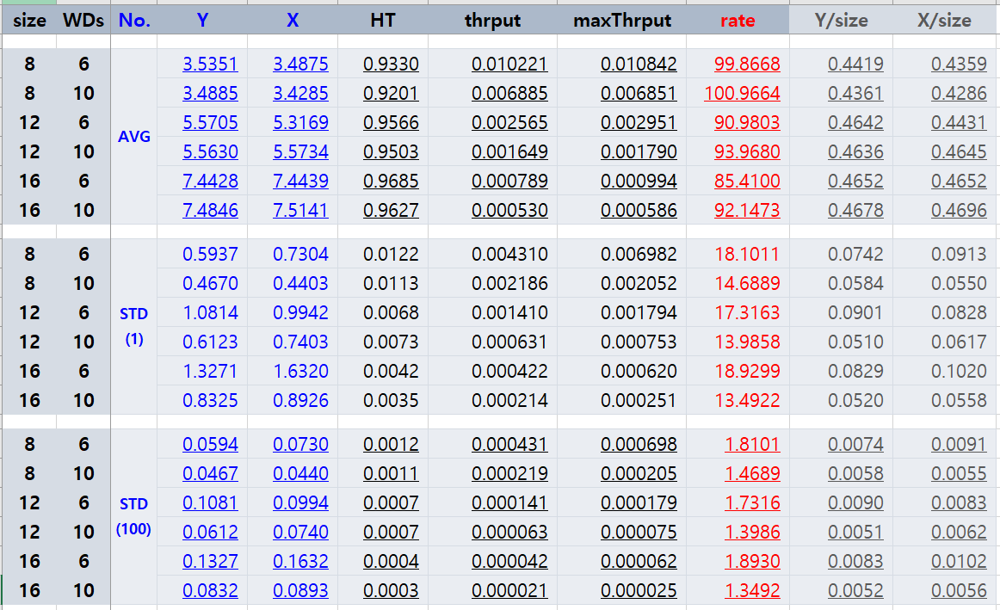 size WDs No. Y X HT thrput maxThrput rate Y/size X/size
8 6 3.5351 3.4875 0.9330 0.010221 0.010842 99.8668 0.4419 0.4359
8 10 3.4885 3.4285 0.9201 0.006885 0.006851 100.9664 0.4361 0.4286
12 6 5.5705 5.3169 0.9566 0.002565 0.002951 90.9803 0.4642 0.4431
AVG
12 10 5.5630 5.5734 0.9503 0.001649 0.001790 93.9680 0.4636 0.4645
16 6 7.4428 7.4439 0.9685 0.000789 0.000994 85.4100 0.4652 0.4652
16 10 7.4846 7.5141 0.9627 0.000530 0.000586 92.1473 0.4678 0.4696
8 6 0.5937 0.7304 0.0122 0.004310 0.006982 18.1011 0.0742 0.0913
8 10 0.4670 0.4403 0.0113 0.002186 0.002052 14.6889 0.0584 0.0550
12 6 STD 1.0814 0.9942 0.0068 0.001410 0.001794 17.3163 0.0901 0.0828
12 10 (1) 0.6123 0.7403 0.0073 0.000631 0.000753 13.9858 0.0510 0.0617
16 6 1.3271 1.6320 0.0042 0.000422 0.000620 18.9299 0.0829 0.1020
16 10 0.8325 0.8926 0.0035 0.000214 0.000251 13.4922 0.0520 0.0558
8 6 0.0594 0.0730 0.0012 0.000431 0.000698 1.8101 0.0074 0.0091
8 10 0.0467 0.0440 0.0011 0.000219 0.000205 1.4689 0.0058 0.0055
12 6 STD 0.1081 0.0994 0.0007 0.000141 0.000179 1.7316 0.0090 0.0083
12 10 (100) 0.0612 0.0740 0.0007 0.000063 0.000075 1.3986 0.0051 0.0062
16 6 0.1327 0.1632 0.0004 0.000042 0.000062 1.8930 0.0083 0.0102
16 10 0.0832 0.0893 0.0003 0.000021 0.000025 1.3492 0.0052 0.0056